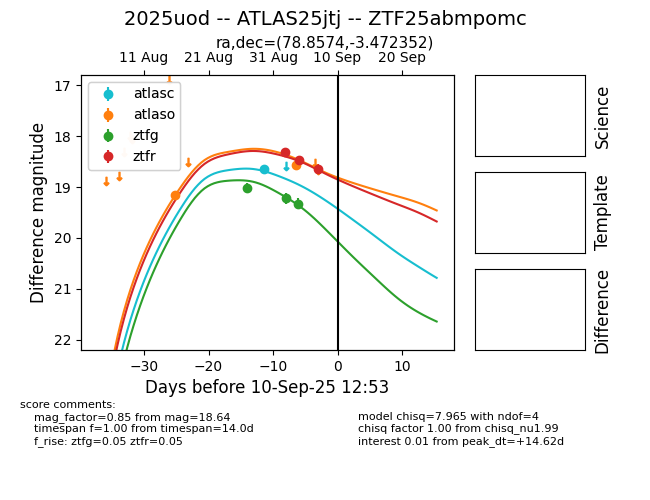 2025uod -- ATLAS25jtj -- ZTF25abmpomc
ra,dec=(78.8574,-3.472352)
11 Aug 21 Aug 31 Aug 10 Sep 20 Sep
atlasc
atlaso
ztfg
ztfr
17
18
19
20
21
22
Difference magnitude
−30 −20 −10 0 10
Days before 10-Sep-25 12:53
Science
Template
Difference
score comments:
mag_factor=0.85 from mag=18.64
timespan f=1.00 from timespan=14.0d
f_rise: ztfg=0.05 ztfr=0.05
model chisq=7.965 with ndof=4
chisq factor 1.00 from chisq_nu1.99
interest 0.01 from peak_dt=+14.62d